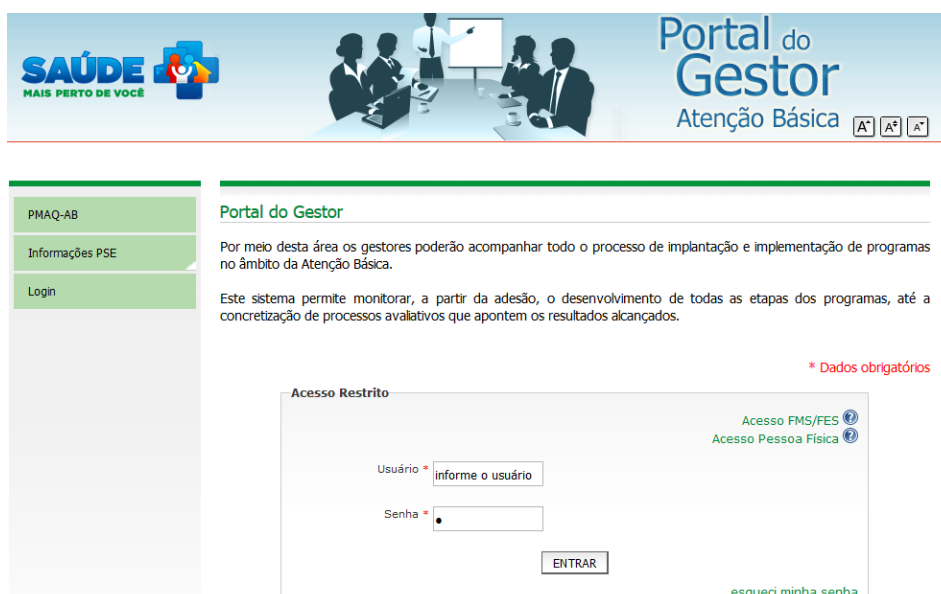 SAÚDE
MAIS PERTO DE VOCÊ
Portal do
Gestor
Atenção Básica
A+ A+ A-
PMAQ-AB
Informações PSE
Login
Portal do Gestor
Por meio desta área os gestores poderão acompanhar todo o processo de implantação e implementação de programas
no âmbito da Atenção Básica.
Este sistema permite monitorar, a partir da adesão, o desenvolvimento de todas as etapas dos programas, até a
concretização de processos avaliativos que apontem os resultados alcançados.
* Dados obrigatórios
Acesso Restrito
Acesso FMS/FES ?
Acesso Pessoa Física ?
Usuário * informe o usuário
Senha * •
ENTRAR
esqueci minha senha